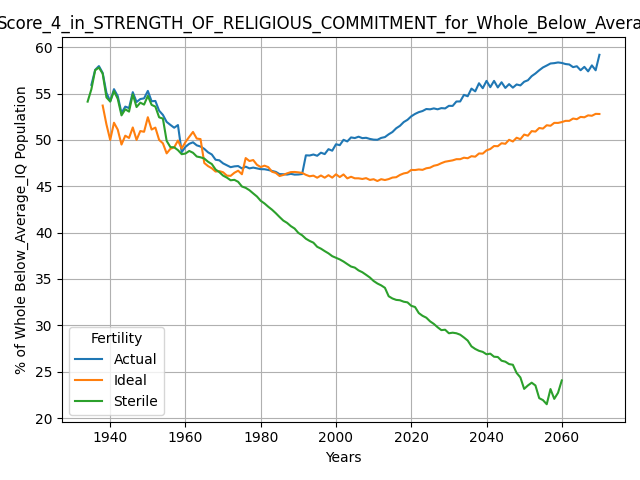 Score_4_in_STRENGTH_OF_RELIGIOUS_COMMITMENT_for_Whole_Below_Avera
% of Whole Below_Average_IQ Population
60
55
50
45
40
35
30
25
20
Fertility
Actual
Ideal
Sterile
1940 1960 1980 2000 2020 2040 2060
Years